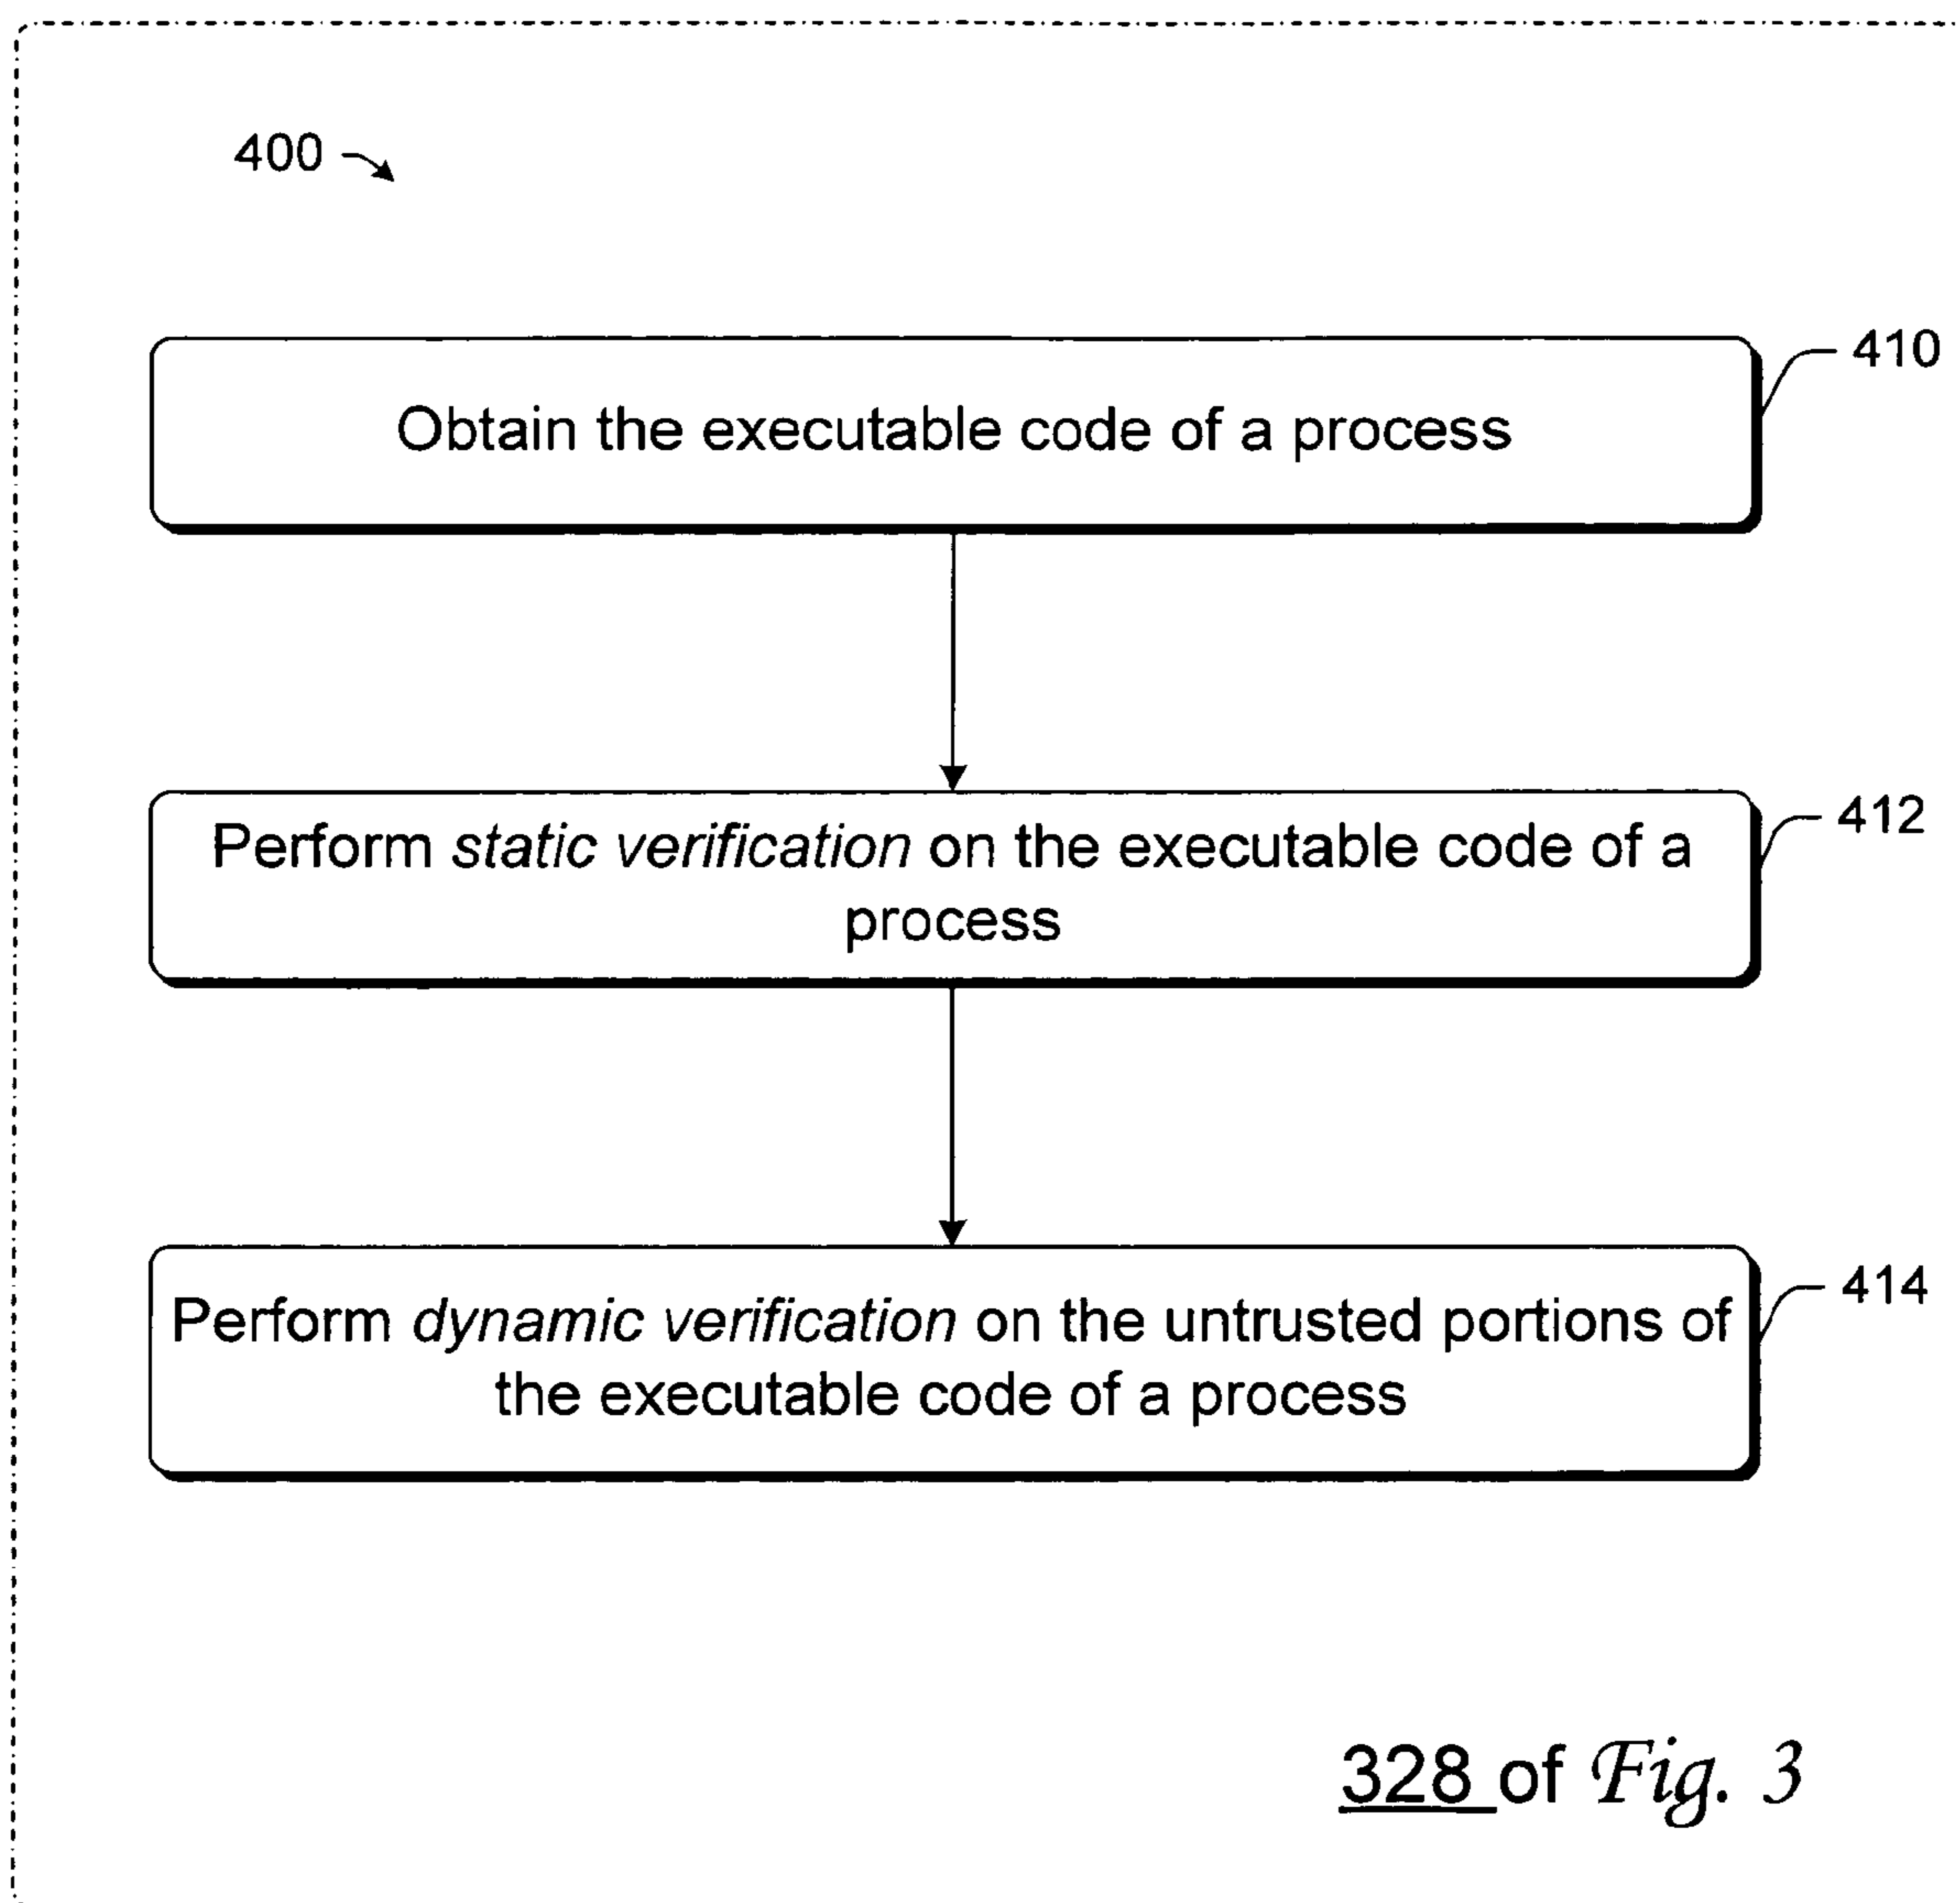 400
410
Obtain the executable code of a process
412
Perform static verification on the executable code of a
process
414
Perform dynamic verification on the untrusted portions of
the executable code of a process
328 of Fig. 3